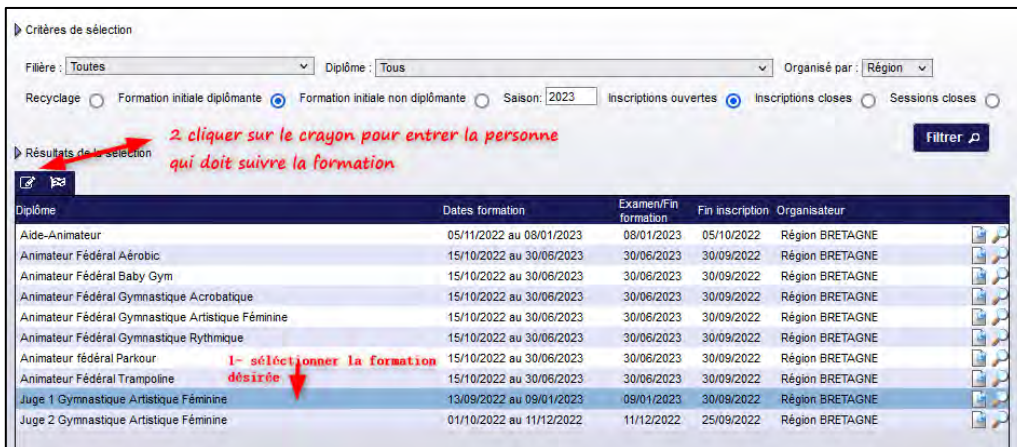 Critères de sélection
Filière : Toutes Diplôme : Tous Organisé par : Région
Recyclage Formation initiale diplômante Formation initiale non diplômante Saison: 2023 Inscriptions ouvertes Inscriptions closes Sessions closes
2 cliquer sur le crayon pour entrer la personne
qui doit suivre la formation
Filtrer
Résultats de la sélection
Diplôme Dates formation Examen/Fin formation Fin inscription Organisateur
Aide-Animateur 05/11/2022 au 08/01/2023 08/01/2023 05/10/2022 Région BRETAGNE
Animateur Fédéral Aérobic 15/10/2022 au 30/06/2023 30/06/2023 30/09/2022 Région BRETAGNE
Animateur Fédéral Baby Gym 15/10/2022 au 30/06/2023 30/06/2023 30/09/2022 Région BRETAGNE
Animateur Fédéral Gymnastique Acrobatique 15/10/2022 au 30/06/2023 30/06/2023 30/09/2022 Région BRETAGNE
Animateur Fédéral Gymnastique Artistique Féminine 15/10/2022 au 30/06/2023 30/06/2023 30/09/2022 Région BRETAGNE
Animateur Fédéral Gymnastique Rythmique 15/10/2022 au 30/06/2023 30/06/2023 30/09/2022 Région BRETAGNE
Animateur fédéral Parkour 15/10/2022 au 30/06/2023 30/06/2023 30/09/2022 Région BRETAGNE
1- séléctionner la formation
désirée
Animateur Fédéral Trampoline 15/10/2022 au 30/06/2023 30/06/2023 30/09/2022 Région BRETAGNE
Juge 1 Gymnastique Artistique Féminine 13/09/2022 au 09/01/2023 09/01/2023 30/09/2022 Région BRETAGNE
Juge 2 Gymnastique Artistique Féminine 01/10/2022 au 11/12/2022 11/12/2022 25/09/2022 Région BRETAGNE